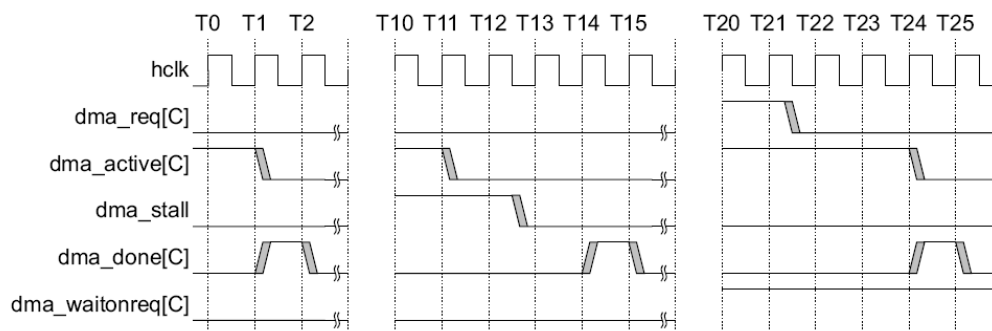 T0 T1 T2 T10 T11 T12 T13 T14 T15 T20 T21 T22 T23 T24 T25
hclk
dma_req[C]
dma_active[C]
dma_stall
dma_done[C]
dma_waitonreq[C]